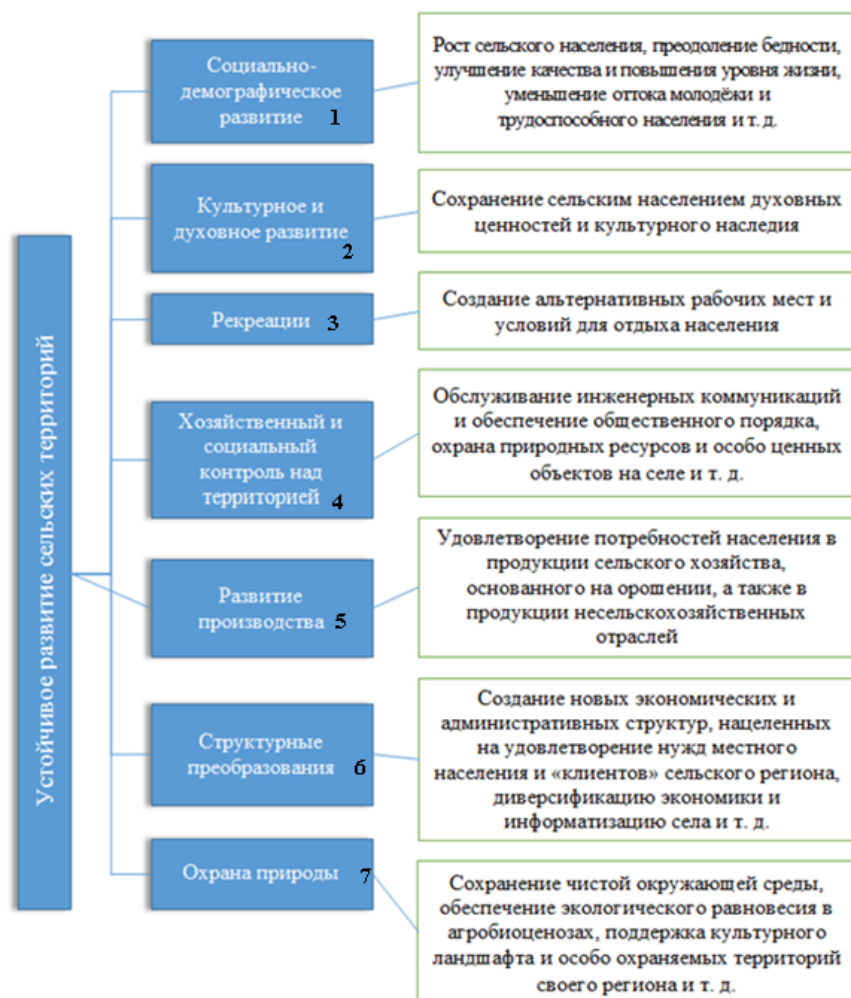 Устойчивое развитие сельских территорий
Социально-
демографическое
развитие 1
Рост сельского населения, преодоление бедности,
улучшение качества и повышения уровня жизни,
уменьшение оттока молодёжи и
трудоспособного населения и т. д.
Культурное и
духовное развитие
2
Сохранение сельским населением духовных
ценностей и культурного наследия
Рекреации 3
Создание альтернативных рабочих мест и
условий для отдыха населения
Хозяйственный и
социальный
контроль над
территорией 4
Обслуживание инженерных коммуникаций
и обеспечение общественного порядка,
охрана природных ресурсов и особо ценных
объектов на селе и т. д.
Развитие
производства 5
Удовлетворение потребностей населения в
продукции сельского хозяйства,
основанного на орошении, а также в
продукции несельскохозяйственных
отраслей
Структурные
преобразования 6
Создание новых экономических и
административных структур, нацеленных
на удовлетворение нужд местного
населения и «клиентов» сельского региона,
диверсификацию экономики и
информатизацию села и т. д.
Охрана природы 7
Сохранение чистой окружающей среды,
обеспечение экологического равновесия в
агробиоценозах, поддержка культурного
ландшафта и особо охраняемых территорий
своего региона и т. д.